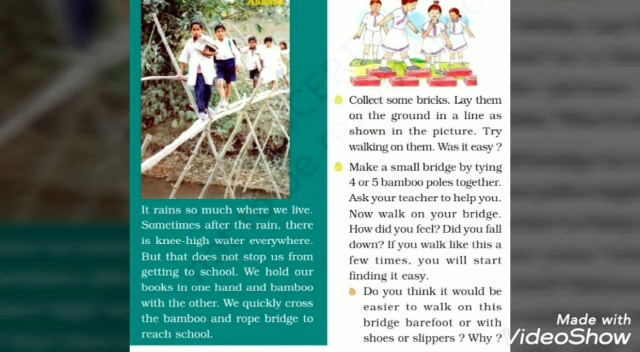 It rains so much where we live.
Sometimes after the rain, there
is knee-high water everywhere.
But that does not stop us from
getting to school. We hold our
books in one hand and bamboo
with the other. We quickly cross
the bamboo and rope bridge to
reach school.
Collect some bricks. Lay them
on the ground in a line as
shown in the picture. Try
walking on them. Was it easy ?
Make a small bridge by tying
4 or 5 bamboo poles together.
Ask your teacher to help you.
Now walk on your bridge.
How did you feel? Did you fall
down? If you walk like this a
few times, you will start
finding it easy.
Do you think it would be
easier to walk on this
bridge barefoot or with
shoes or slippers ? Why ?
Made with
VideoShow